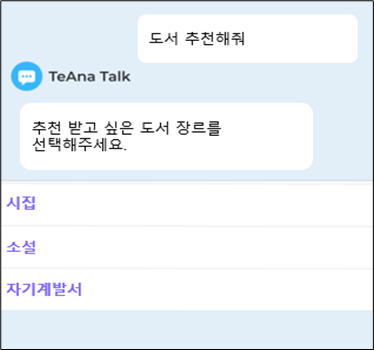 도서 추천해줘
TeAna Talk
추천 받고 싶은 도서 장르를
선택해주세요.
시집
소설
자기계발서